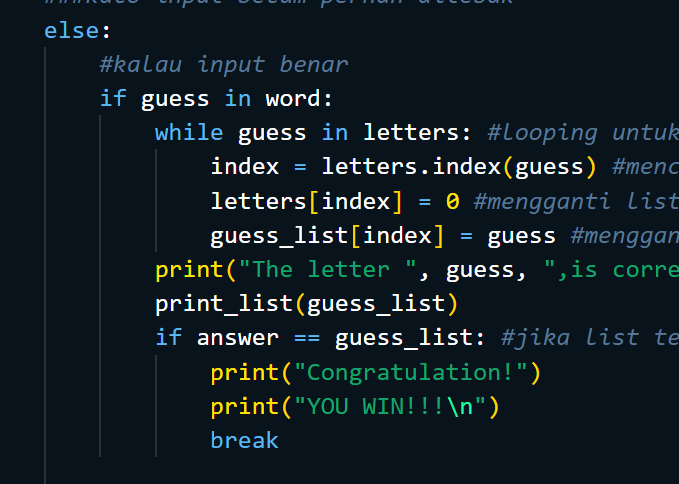 else:
#kalau input benar
if guess in word:
while guess in letters: #looping untuk
index = letters.index(guess) #menc
letters[index] = 0 #mengganti list
guess_list[index] = guess #menggan
print("The letter ", guess, ",is corre
print_list(guess_list)
if answer == guess_list: #jika list te
print("Congratulation!")
print("YOU WIN!!!\n")
break